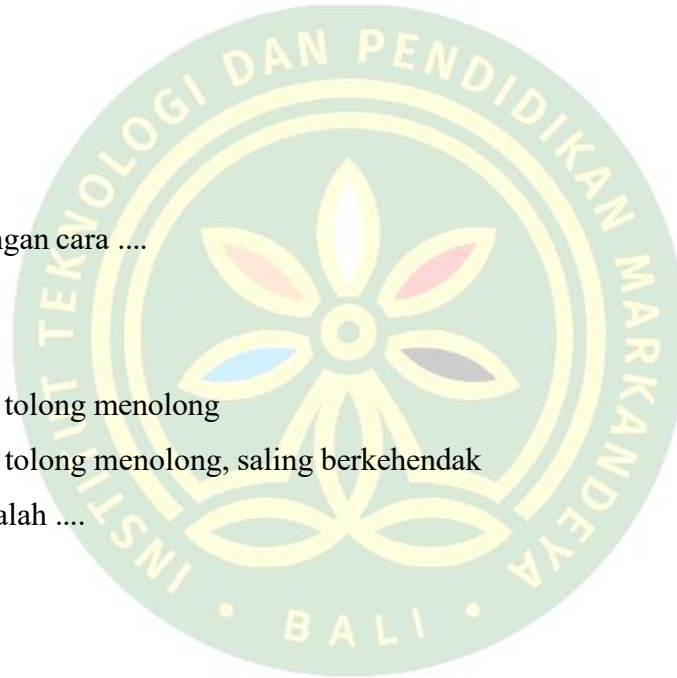 INSTITUT TEKNOLOGI DAN PENDIDIKAN MARKANDEYA
• BALI •
ngan cara ....
tolong menolong
tolong menolong, saling berkehendak
alah ....